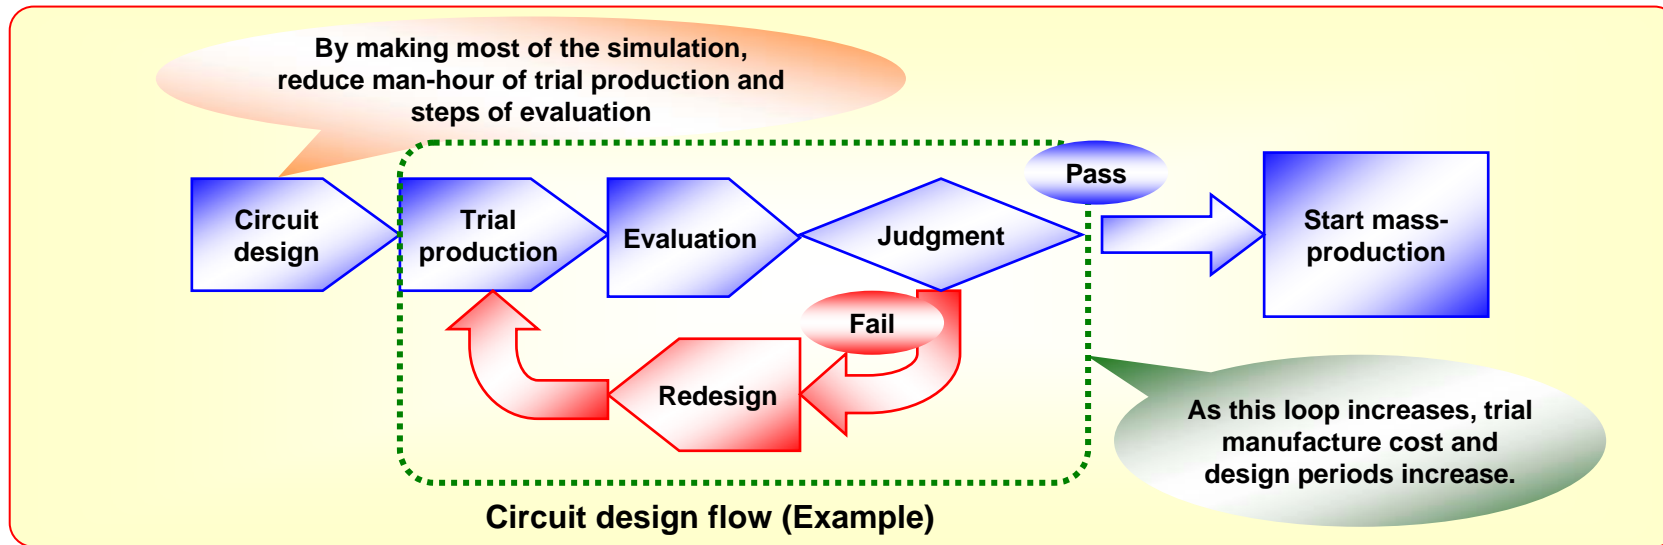 By making most of the simulation,
reduce man-hour of trial production and
steps of evaluation
Pass
Circuit
design
Trial
production
Evaluation
Judgment
Start mass-
production
Fail
Redesign
As this loop increases, trial
manufacture cost and
design periods increase.
Circuit design flow (Example)